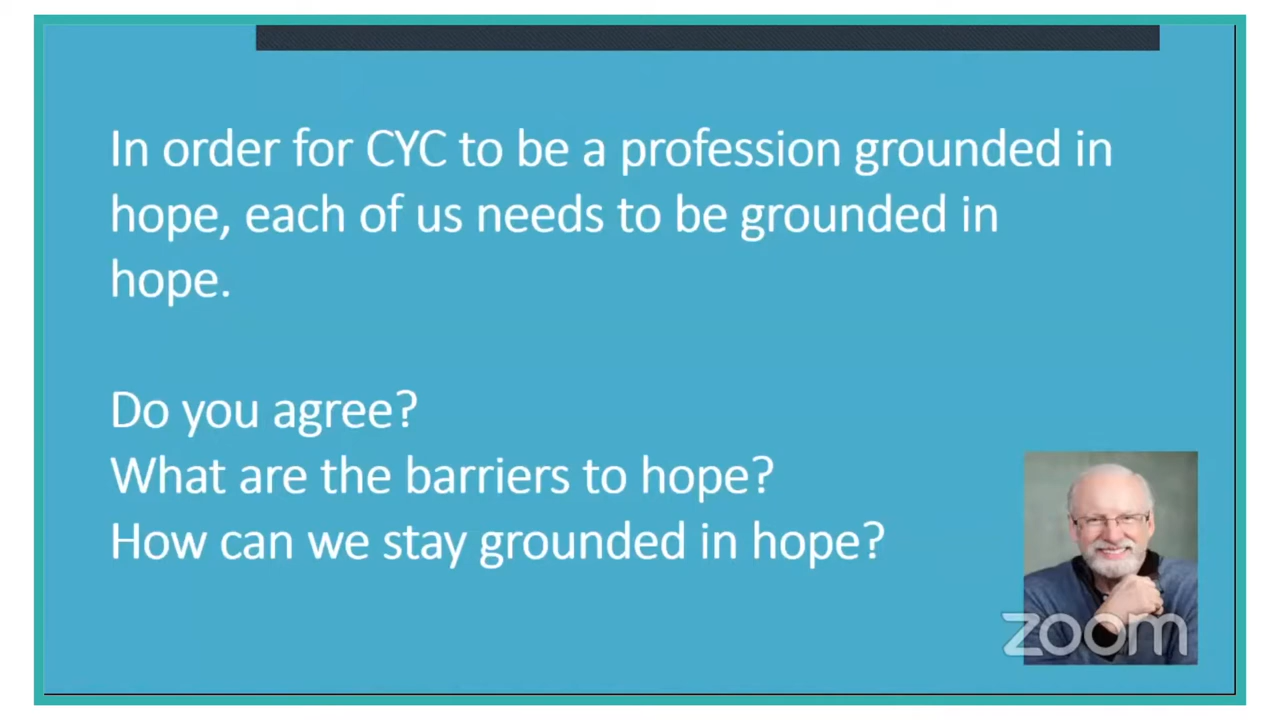 In order for CYC to be a profession grounded in
hope, each of us needs to be grounded in
hope.
Do you agree?
What are the barriers to hope?
How can we stay grounded in hope?
zoom